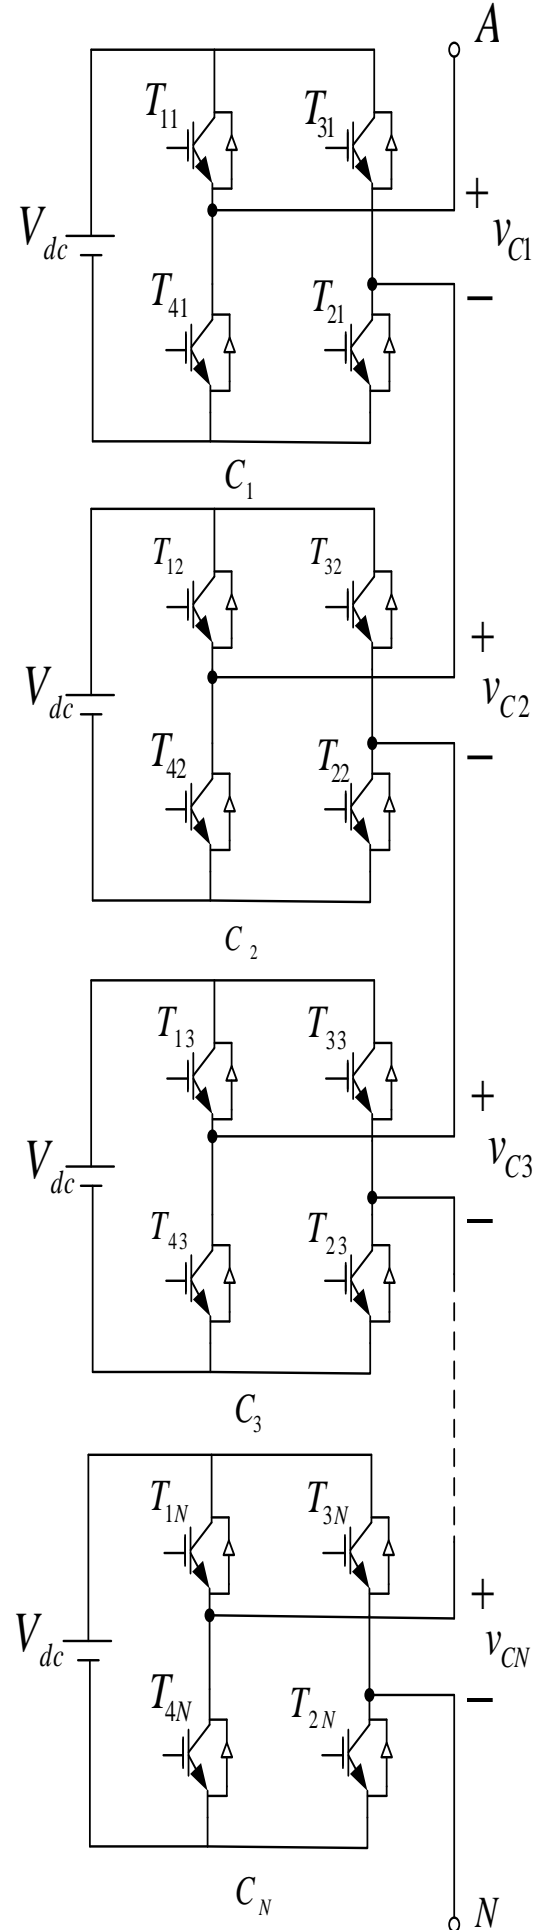 A
T11 T31
+
Vdc
vC1
T41 T21
−
C1
T12 T32
+
Vdc
vC2
−
T42 T22
C2
T13 T33
+
Vdc
vC3
−
T43 T23
C3
T1N T3N
+
Vdc
vCN
T4N T2N
−
CN
N